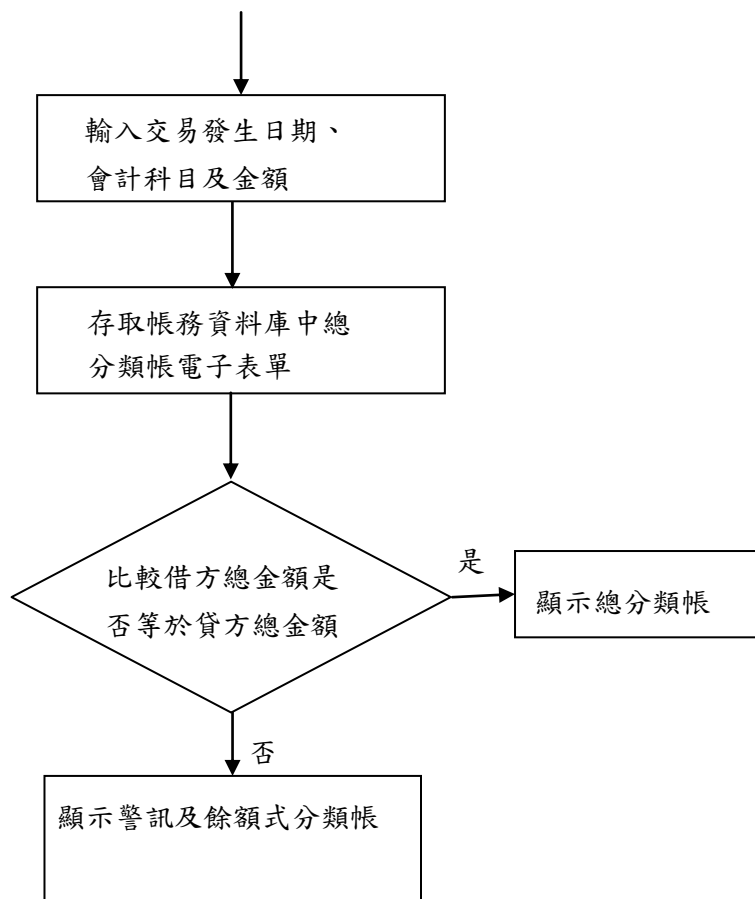 輸入交易發生日期、
會計科目及金額
存取帳務資料庫中總
分類帳電子表單
比較借方總金額是
否等於貸方總金額
是
顯示總分類帳
否
顯示警訊及餘額式分類帳